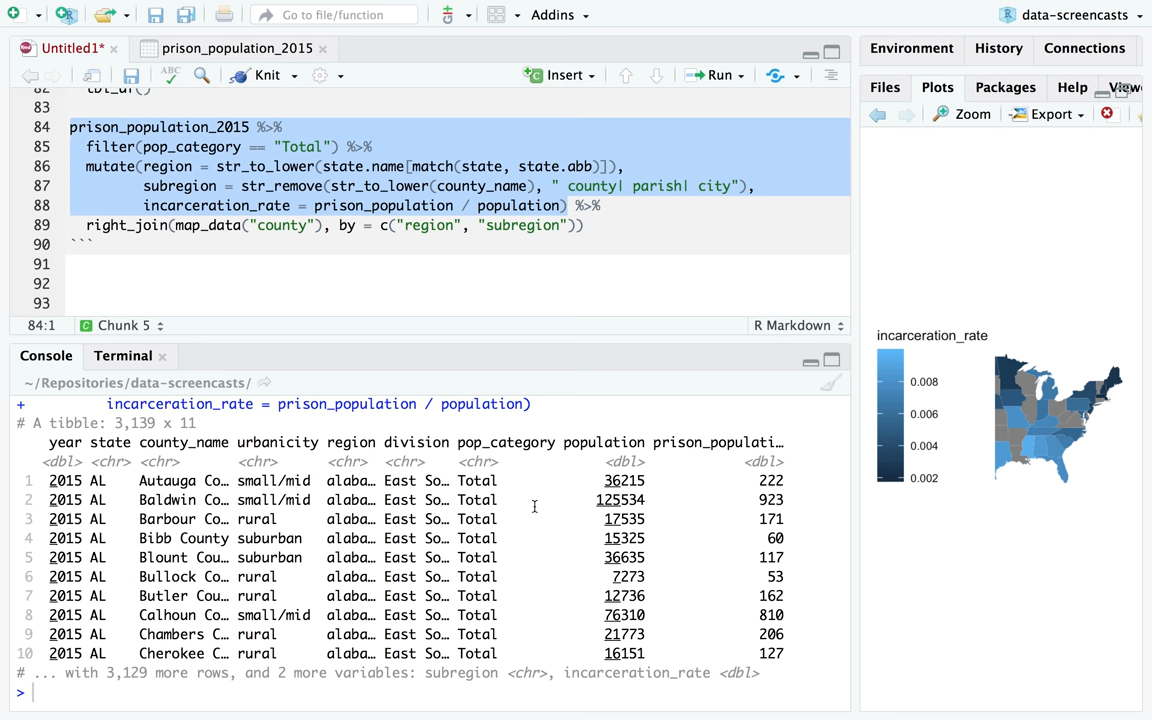 Go to file/function
Addins
data-screencasts
Untitled1*
prison_population_2015
Environment
History
Connections
ABC
Knit
Insert
Run
Files
Plots
Packages
Help
Zoom
Export
82 tbl_df()
83
84 prison_population_2015 %>%
85 filter(pop_category == "Total") %>%
86 mutate(region = str_to_lower(state.name[match(state, state.abb)]),
87 subregion = str_remove(str_to_lower(county_name), " county| parish| city"),
88 incarceration_rate = prison_population / population) %>%
89 right_join(map_data("county"), by = c("region", "subregion"))
90 ```
91
92
93
84:1
Chunk 5
R Markdown
Console
Terminal
~/Repositories/data-screencasts/
+ incarceration_rate = prison_population / population)
# A tibble: 3,139 x 11
year state county_name urbanicity region division pop_category population prison_populati…
<dbl> <chr> <chr> <chr> <chr> <chr> <chr> <dbl> <dbl>
1 2015 AL Autauga Co… small/mid alaba… East So… Total 36215 222
2 2015 AL Baldwin Co… small/mid alaba… East So… Total 125534 923
3 2015 AL Barbour Co… rural alaba… East So… Total 17535 171
4 2015 AL Bibb County suburban alaba… East So… Total 15325 60
5 2015 AL Blount Cou… suburban alaba… East So… Total 36635 117
6 2015 AL Bullock Co… rural alaba… East So… Total 7273 53
7 2015 AL Butler Cou… rural alaba… East So… Total 12736 162
8 2015 AL Calhoun Co… small/mid alaba… East So… Total 76310 810
9 2015 AL Chambers C… rural alaba… East So… Total 21773 206
10 2015 AL Cherokee C… rural alaba… East So… Total 16151 127
# ... with 3,129 more rows, and 2 more variables: subregion <chr>, incarceration_rate <dbl>
>
incarceration_rate
0.008
0.006
0.004
0.002